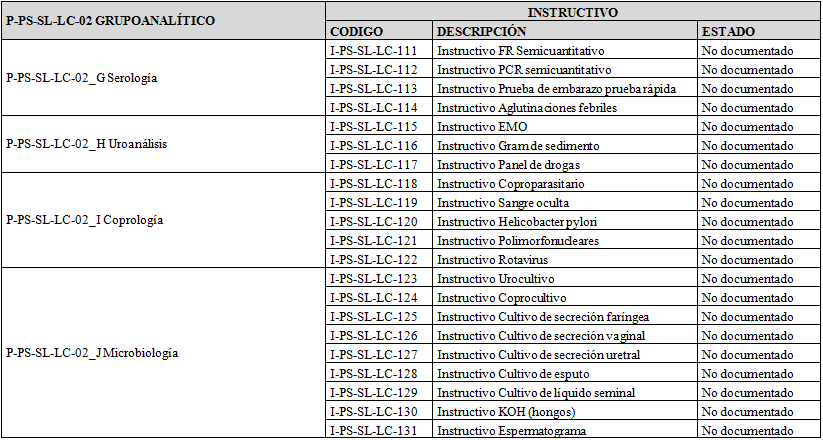 P-PS-SL-LC-02 GRUPO ANALÍTICO INSTRUCTIVO
CODIGO DESCRIPCIÓN ESTADO
P-PS-SL-LC-02_G Serología
I-PS-SL-LC-111 Instructivo FR Semicuantitativo No documentado
I-PS-SL-LC-112 Instructivo PCR semicuantitativo No documentado
I-PS-SL-LC-113 Instructivo Prueba de embarazo prueba rápida No documentado
I-PS-SL-LC-114 Instructivo Aglutinaciones febriles No documentado
P-PS-SL-LC-02_H Uroanálisis
I-PS-SL-LC-115 Instructivo EMO No documentado
I-PS-SL-LC-116 Instructivo Gram de sedimento No documentado
I-PS-SL-LC-117 Instructivo Panel de drogas No documentado
P-PS-SL-LC-02_I Coprología
I-PS-SL-LC-118 Instructivo Coproparasitario No documentado
I-PS-SL-LC-119 Instructivo Sangre oculta No documentado
I-PS-SL-LC-120 Instructivo Helicobacter pylori No documentado
I-PS-SL-LC-121 Instructivo Polimorfonucleares No documentado
I-PS-SL-LC-122 Instructivo Rotavirus No documentado
P-PS-SL-LC-02_J Microbiología
I-PS-SL-LC-123 Instructivo Urocultivo No documentado
I-PS-SL-LC-124 Instructivo Coprocultivo No documentado
I-PS-SL-LC-125 Instructivo Cultivo de secreción faríngea No documentado
I-PS-SL-LC-126 Instructivo Cultivo de secreción vaginal No documentado
I-PS-SL-LC-127 Instructivo Cultivo de secreción uretral No documentado
I-PS-SL-LC-128 Instructivo Cultivo de esputo No documentado
I-PS-SL-LC-129 Instructivo Cultivo de líquido seminal No documentado
I-PS-SL-LC-130 Instructivo KOH (hongos) No documentado
I-PS-SL-LC-131 Instructivo Espermatograma No documentado